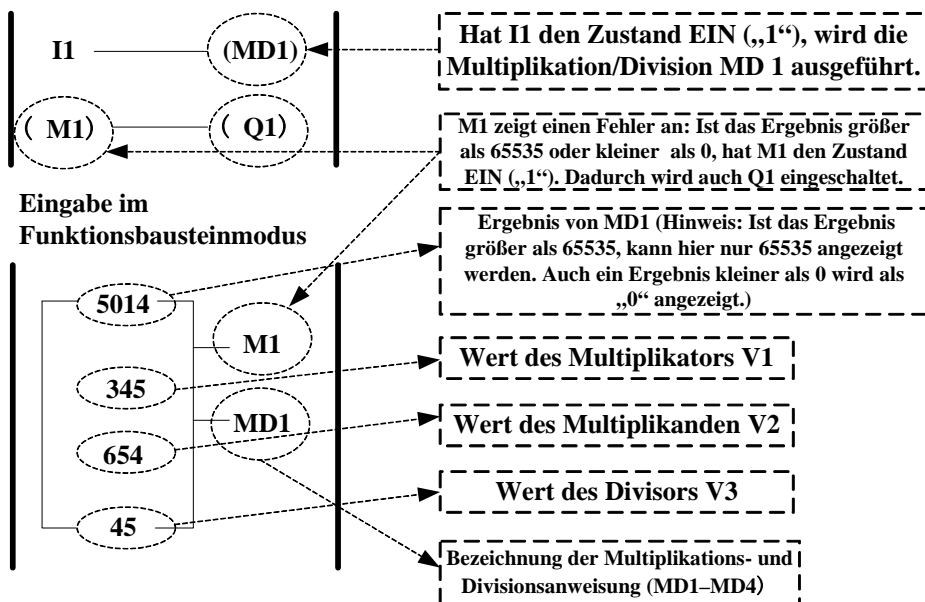 I1 (MD1)
( M1) ( Q1)
Hat I1 den Zustand EIN („1“), wird die
Multiplikation/Division MD 1 ausgeführt.
M1 zeigt einen Fehler an: Ist das Ergebnis größer
als 65535 oder kleiner als 0, hat M1 den Zustand
EIN („1“). Dadurch wird auch Q1 eingeschaltet.
Eingabe im
Funktionsbausteinmodus
Ergebnis von MD1 (Hinweis: Ist das Ergebnis
größer als 65535, kann hier nur 65535 angezeigt
werden. Auch ein Ergebnis kleiner als 0 wird als
„0“ angezeigt.)
5014
M1
345
MD1
654
45
Wert des Multiplikators V1
Wert des Multiplikanden V2
Wert des Divisors V3
Bezeichnung der Multiplikations- und
Divisionsanweisung (MD1–MD4)